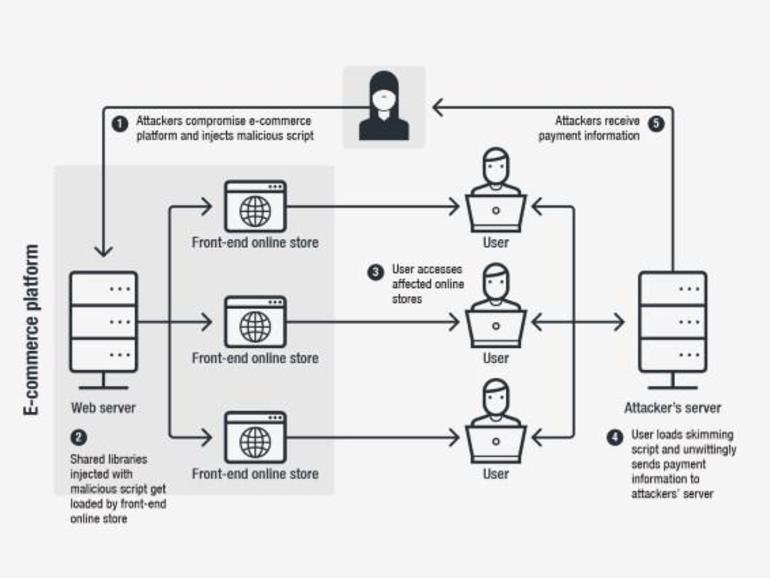 1 Attackers compromise e-commerce
platform and injects malicious script
Attackers receive 5
payment information
E-commerce platform
Front-end online store
User
3 User accesses
affected online
stores
Front-end online store
User
Web server
Attacker's server
2
Shared libraries
injected with
malicious script get
loaded by front-end
online store
Front-end online store
User
4 User loads skimming
script and unwittingly
sends payment
information to
attackers' server